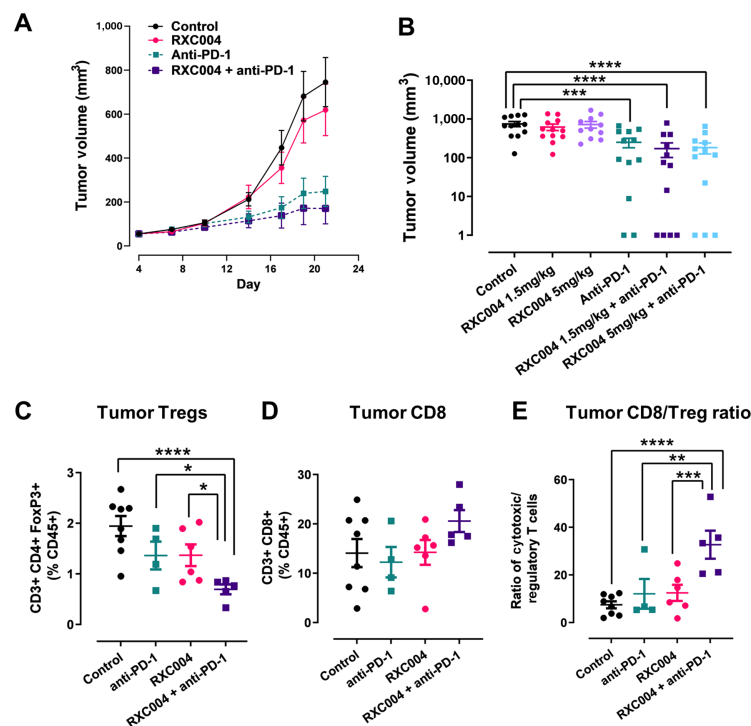 A
Control
RXC004
Anti-PD-1
RXC004 + anti-PD-1
Tumor volume (mm³)
1,000
800
600
400
200
0
4
8
12
16
20
24
Day
B
****
****
***
Tumor volume (mm³)
10,000
1,000
100
10
1
Control
RXC004 1.5mg/kg
RXC004 5mg/kg
Anti-PD-1
RXC004 1.5mg/kg + anti-PD-1
RXC004 5mg/kg + anti-PD-1
C
Tumor Tregs
****
*
*
CD3+ CD4+ FoxP3+
(% CD45+)
3
2
1
0
Control
anti-PD-1
RXC004
RXC004 + anti-PD-1
D
Tumor CD8
CD3+ CD8+
(% CD45+)
30
20
10
0
Control
anti-PD-1
RXC004
RXC004 + anti-PD-1
E
Tumor CD8/Treg ratio
****
**
***
Ratio of cytotoxic/
regulatory T cells
60
40
20
0
Control
anti-PD-1
RXC004
RXC004 + anti-PD-1